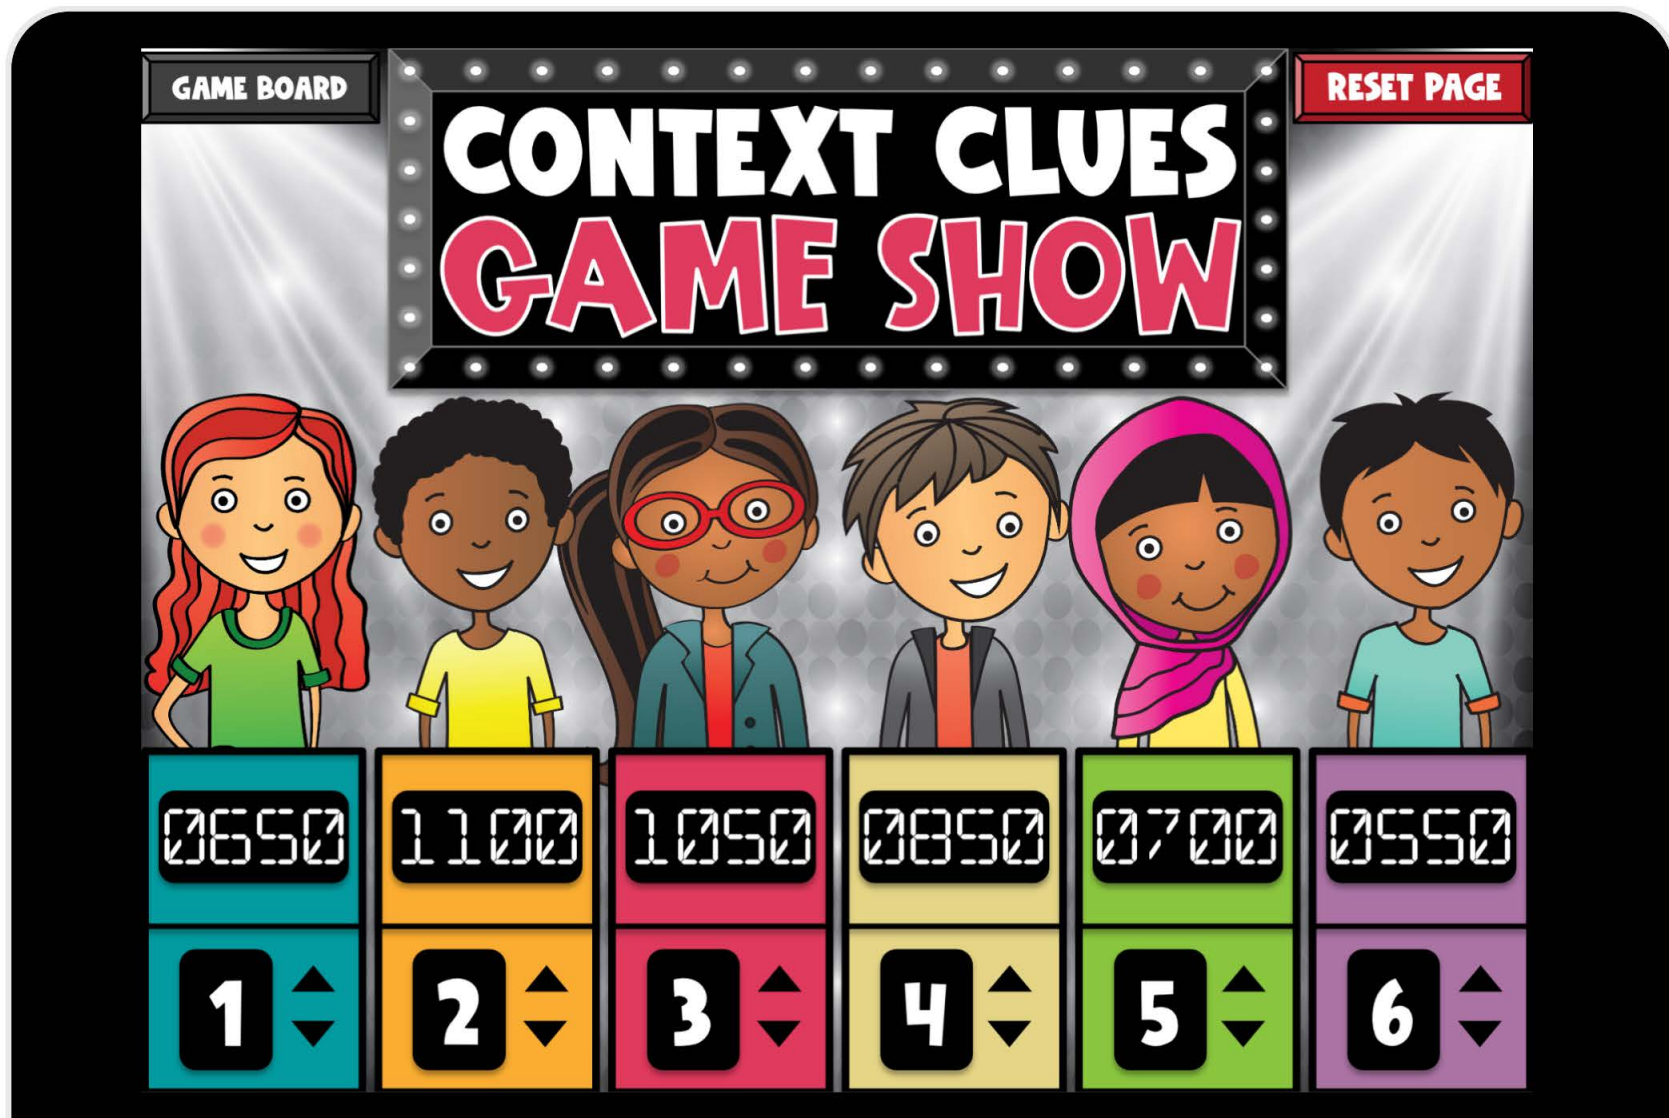 GAME BOARD
CONTEXT CLUES
GAME SHOW
RESET PAGE
0650 1100 1050 0850 0700 0550
1 2 3 4 5 6